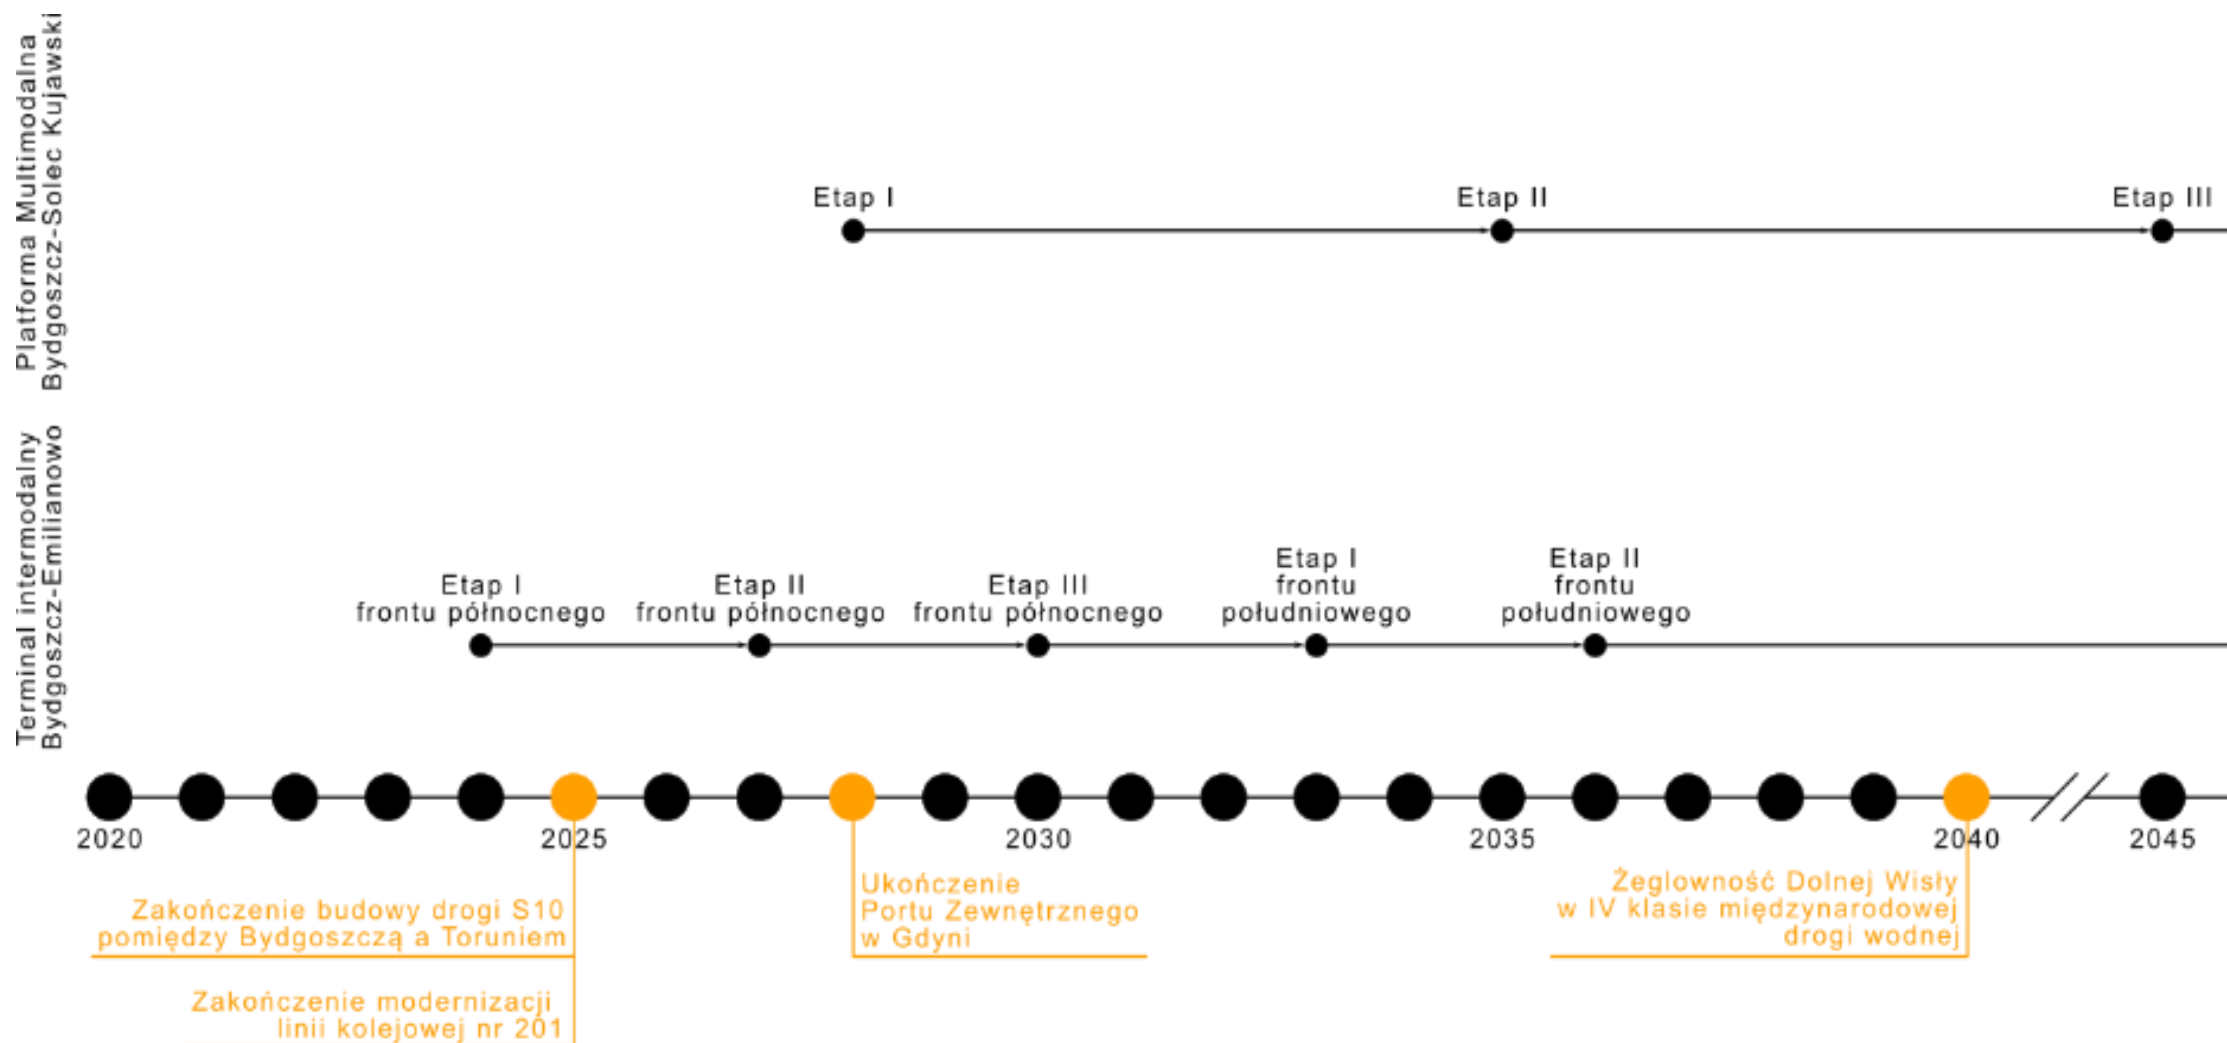 Platforma Multimodalna
Bydgoszcz-Solec Kujawski
Etap I
Etap II
Etap III
Terminal intermodalny
Bydgoszcz-Emilianowo
Etap I
frontu północnego
Etap II
frontu północnego
Etap III
frontu północnego
Etap I
frontu
południowego
Etap II
frontu
południowego
2020
2025
2030
2035
2040
2045
Zakończenie budowy drogi S10
pomiędzy Bydgoszczą a Toruniem
Zakończenie modernizacji
linii kolejowej nr 201
Ukończenie
Portu Zewnętrznego
w Gdyni
Żeglowność Dolnej Wisły
w IV klasie międzynarodowej
drogi wodnej